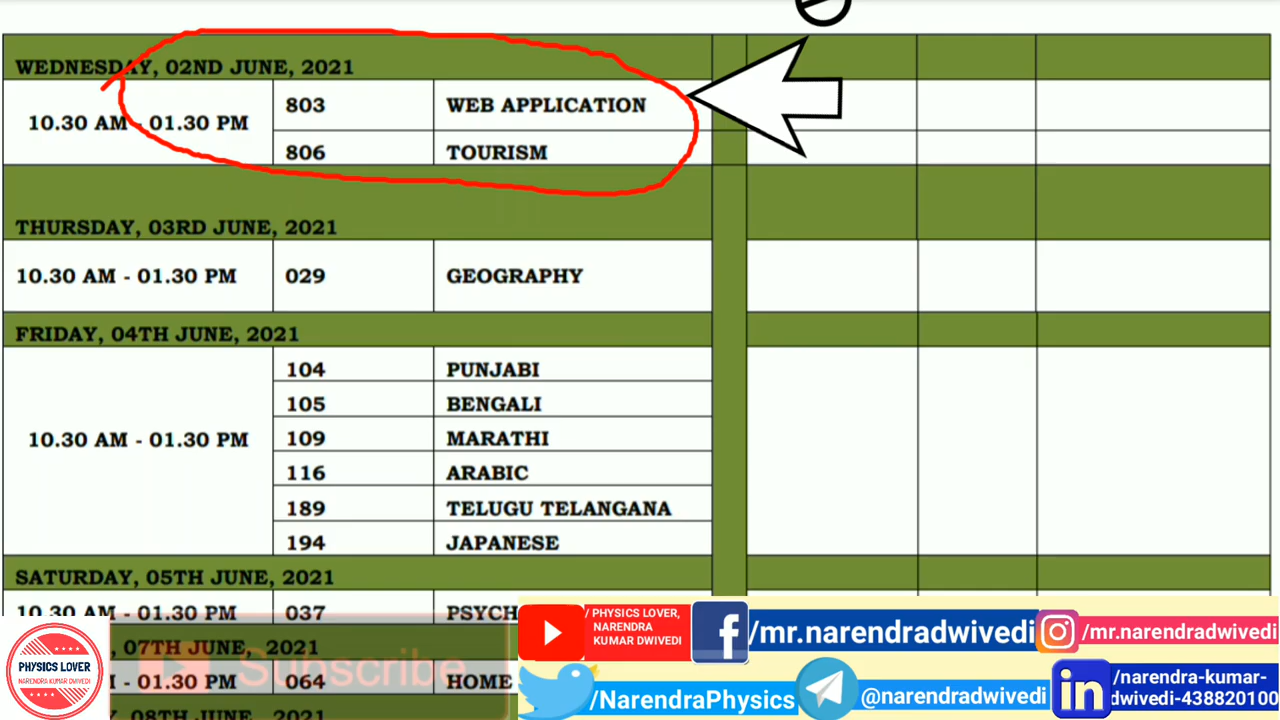 WEDNESDAY, 02ND JUNE, 2021
10.30 AM - 01.30 PM
803 WEB APPLICATION
806 TOURISM
THURSDAY, 03RD JUNE, 2021
10.30 AM - 01.30 PM 029 GEOGRAPHY
FRIDAY, 04TH JUNE, 2021
10.30 AM - 01.30 PM
104 PUNJABI
105 BENGALI
109 MARATHI
116 ARABIC
189 TELUGU TELANGANA
194 JAPANESE
SATURDAY, 05TH JUNE, 2021
10.30 AM - 01.30 PM 037 PSYCH
, 07TH JUNE, 2021
- 01.30 PM 064 HOME
, 08TH JUNE, 2021
Subscribe
PHYSICS LOVER
NARENDRA KUMAR DWIVEDI
/ PHYSICS LOVER,
NARENDRA
KUMAR DWIVEDI
/mr.narendradwivedi
/mr.narendradwivedi
/NarendraPhysics
@narendradwivedi
/narendra-kumar-
dwivedi-438820100